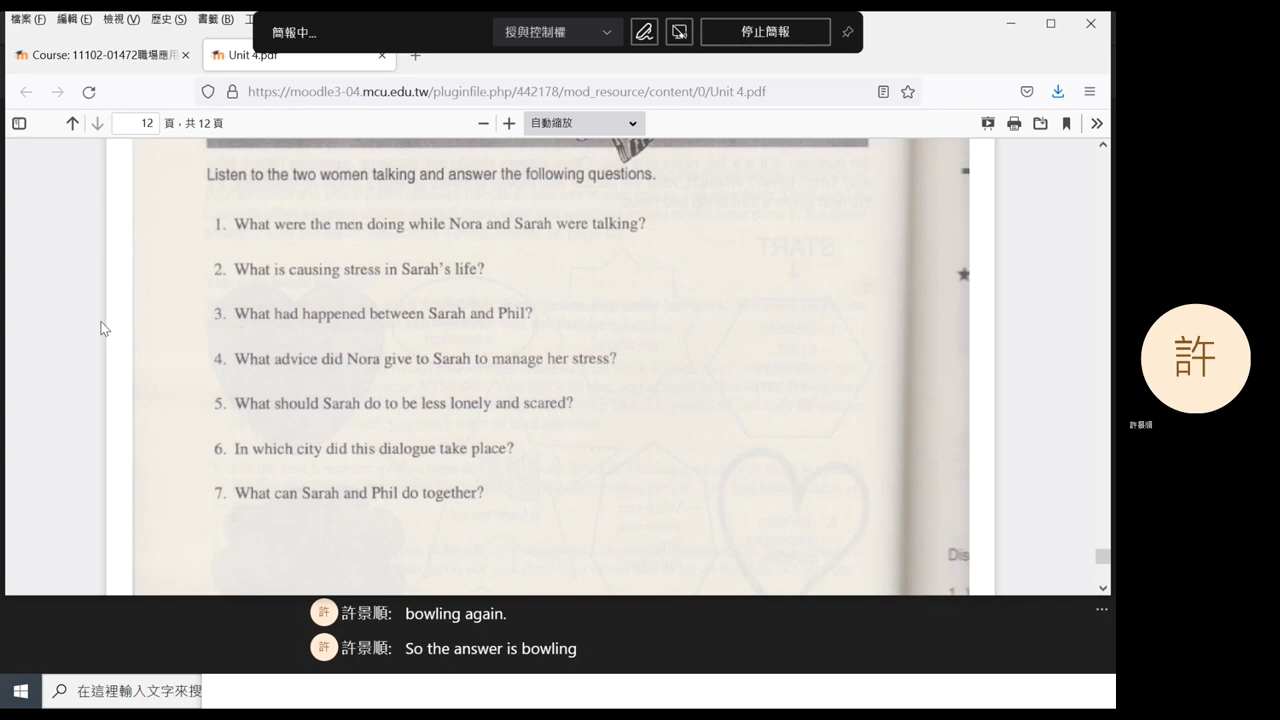 檔案(F) 編輯(E) 檢視(V) 歷史(S) 書籤(B)
簡報中...
授與控制權
停止簡報
Course: 11102-01472職場應用
Unit 4.pdf
https://moodle3-04.mcu.edu.tw/pluginfile.php/442178/mod_resource/content/0/Unit 4.pdf
12 頁，共 12 頁
自動縮放
Listen to the two women talking and answer the following questions.
1. What were the men doing while Nora and Sarah were talking?
2. What is causing stress in Sarah's life?
3. What had happened between Sarah and Phil?
4. What advice did Nora give to Sarah to manage her stress?
5. What should Sarah do to be less lonely and scared?
6. In which city did this dialogue take place?
7. What can Sarah and Phil do together?
Dis
許
許景順
許 許景順: bowling again.
許 許景順: So the answer is bowling
在這裡輸入文字來搜